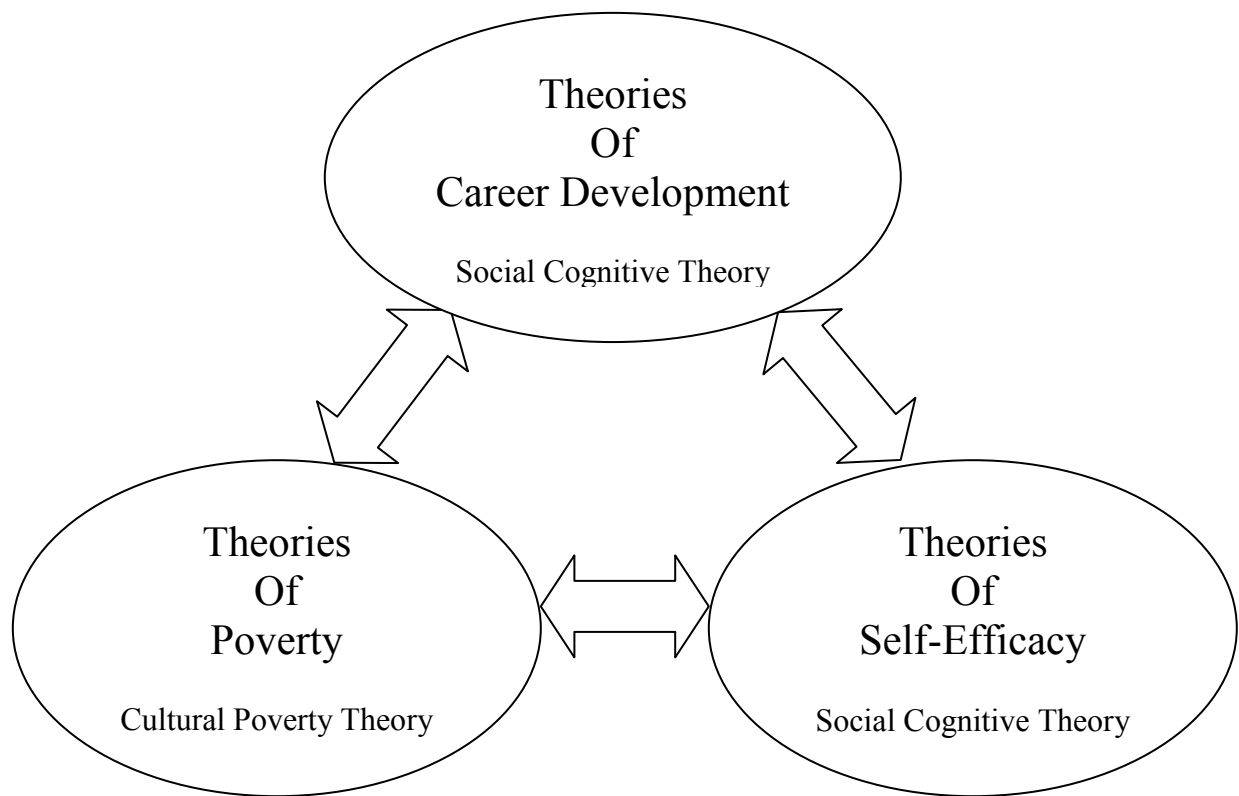 Theories
Of
Career Development
Social Cognitive Theory
Theories
Of
Poverty
Cultural Poverty Theory
Theories
Of
Self-Efficacy
Social Cognitive Theory